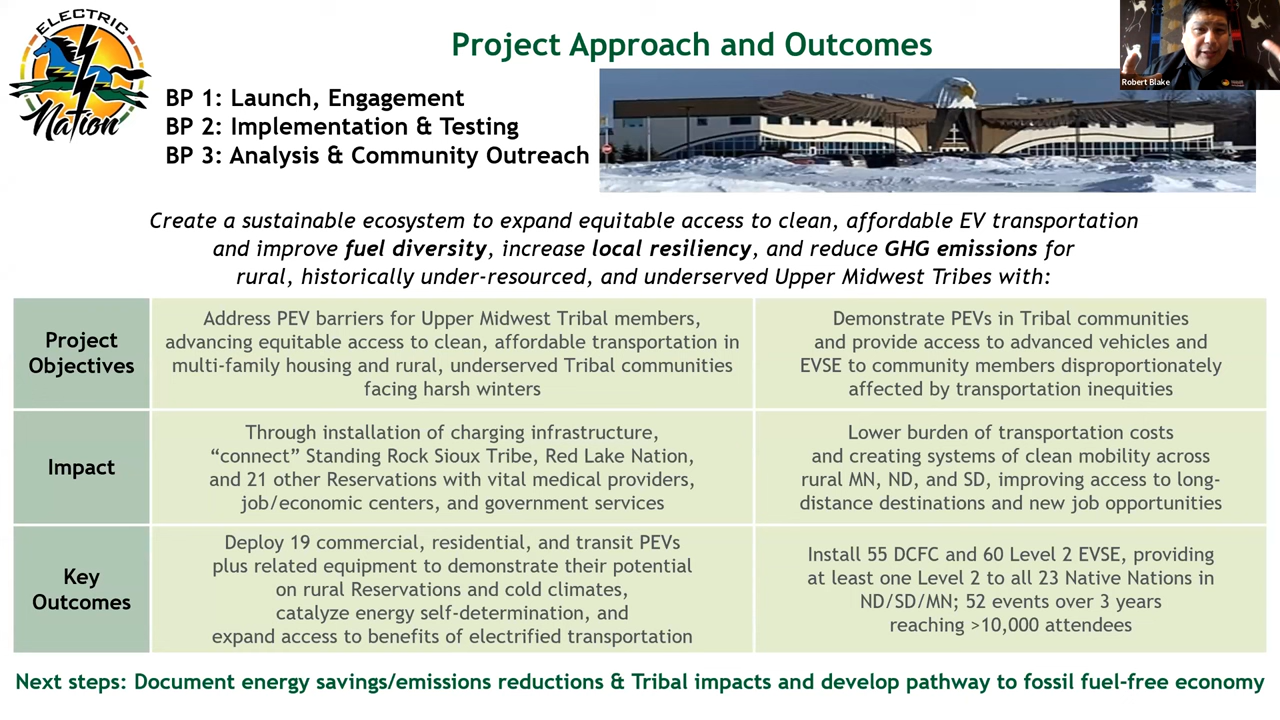 ELECTRIC
Nation
Project Approach and Outcomes
Robert Blake
BP 1: Launch, Engagement
BP 2: Implementation & Testing
BP 3: Analysis & Community Outreach
Create a sustainable ecosystem to expand equitable access to clean, affordable EV transportation
and improve fuel diversity, increase local resiliency, and reduce GHG emissions for
rural, historically under-resourced, and underserved Upper Midwest Tribes with:
Project
Objectives
Address PEV barriers for Upper Midwest Tribal members,
advancing equitable access to clean, affordable transportation in
multi-family housing and rural, underserved Tribal communities
facing harsh winters
Demonstrate PEVs in Tribal communities
and provide access to advanced vehicles and
EVSE to community members disproportionately
affected by transportation inequities
Impact
Through installation of charging infrastructure,
“connect” Standing Rock Sioux Tribe, Red Lake Nation,
and 21 other Reservations with vital medical providers,
job/economic centers, and government services
Lower burden of transportation costs
and creating systems of clean mobility across
rural MN, ND, and SD, improving access to long-
distance destinations and new job opportunities
Key
Outcomes
Deploy 19 commercial, residential, and transit PEVs
plus related equipment to demonstrate their potential
on rural Reservations and cold climates,
catalyze energy self-determination, and
expand access to benefits of electrified transportation
Install 55 DCFC and 60 Level 2 EVSE, providing
at least one Level 2 to all 23 Native Nations in
ND/SD/MN; 52 events over 3 years
reaching >10,000 attendees
Next steps: Document energy savings/emissions reductions & Tribal impacts and develop pathway to fossil fuel-free economy